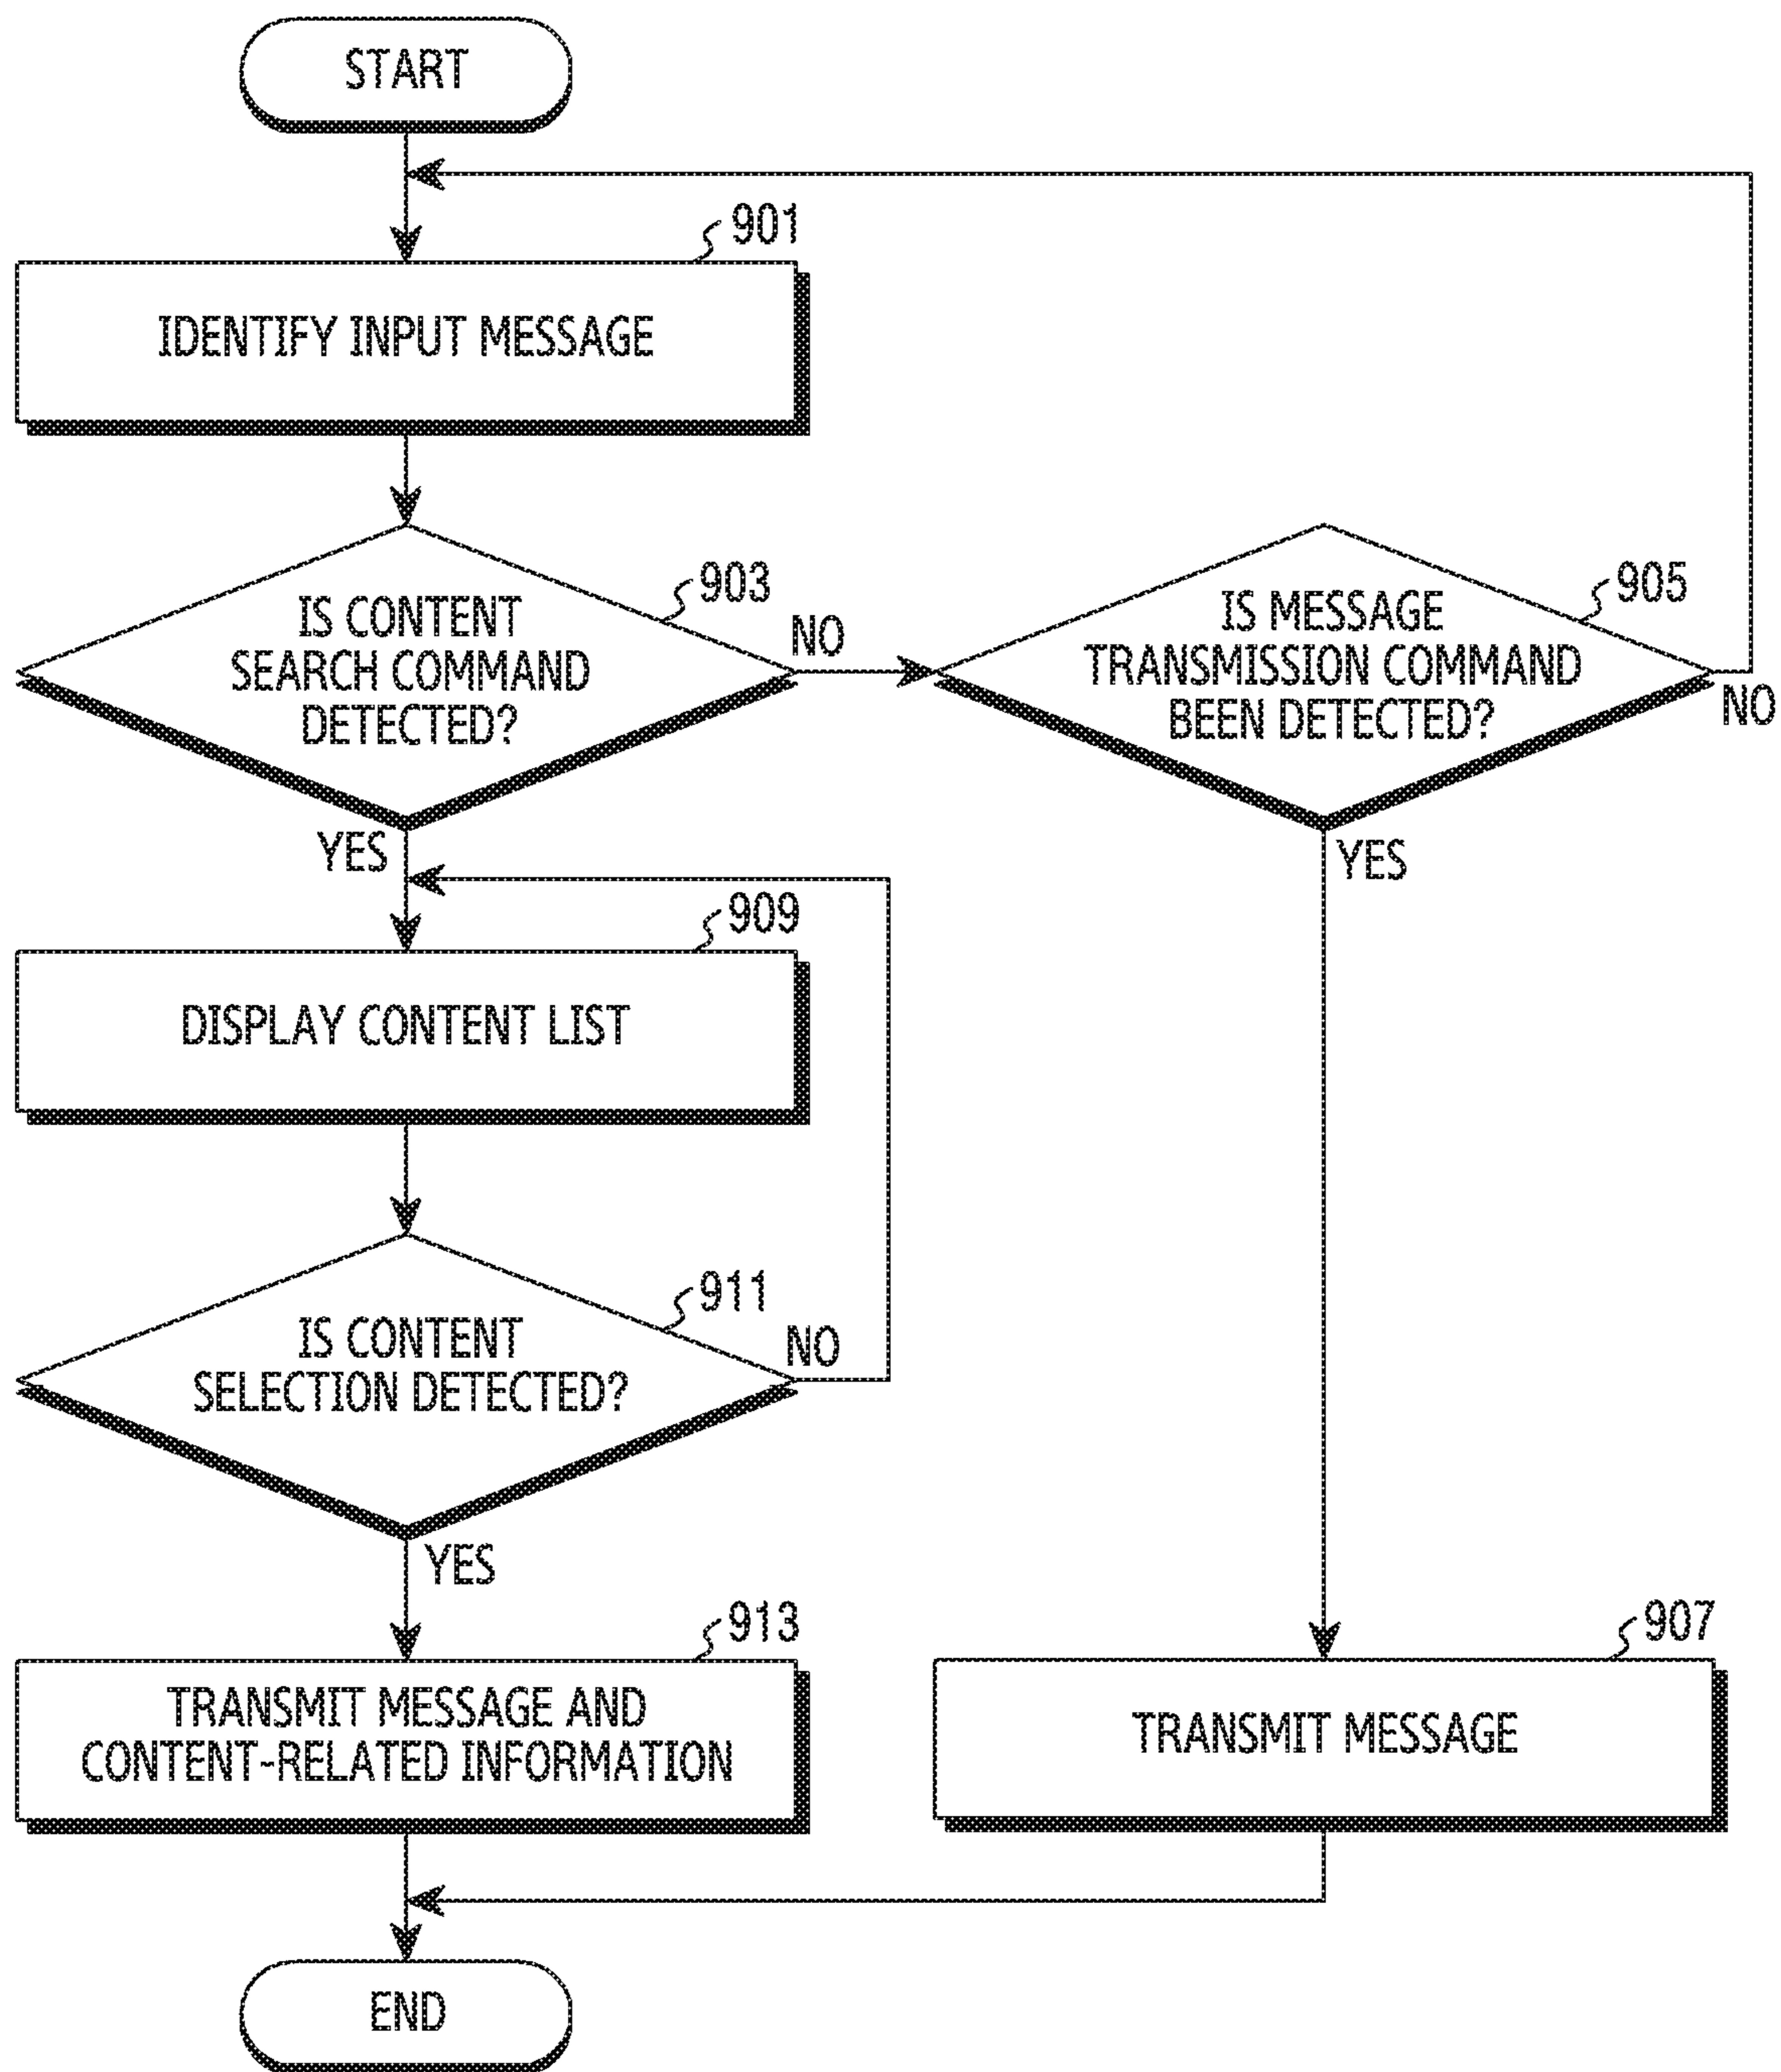 START
901
IDENTIFY INPUT MESSAGE
903
IS CONTENT
SEARCH COMMAND
DETECTED?
NO
YES
905
IS MESSAGE
TRANSMISSION COMMAND
BEEN DETECTED?
NO
YES
909
DISPLAY CONTENT LIST
911
IS CONTENT
SELECTION DETECTED?
NO
YES
913
TRANSMIT MESSAGE AND
CONTENT-RELATED INFORMATION
907
TRANSMIT MESSAGE
END